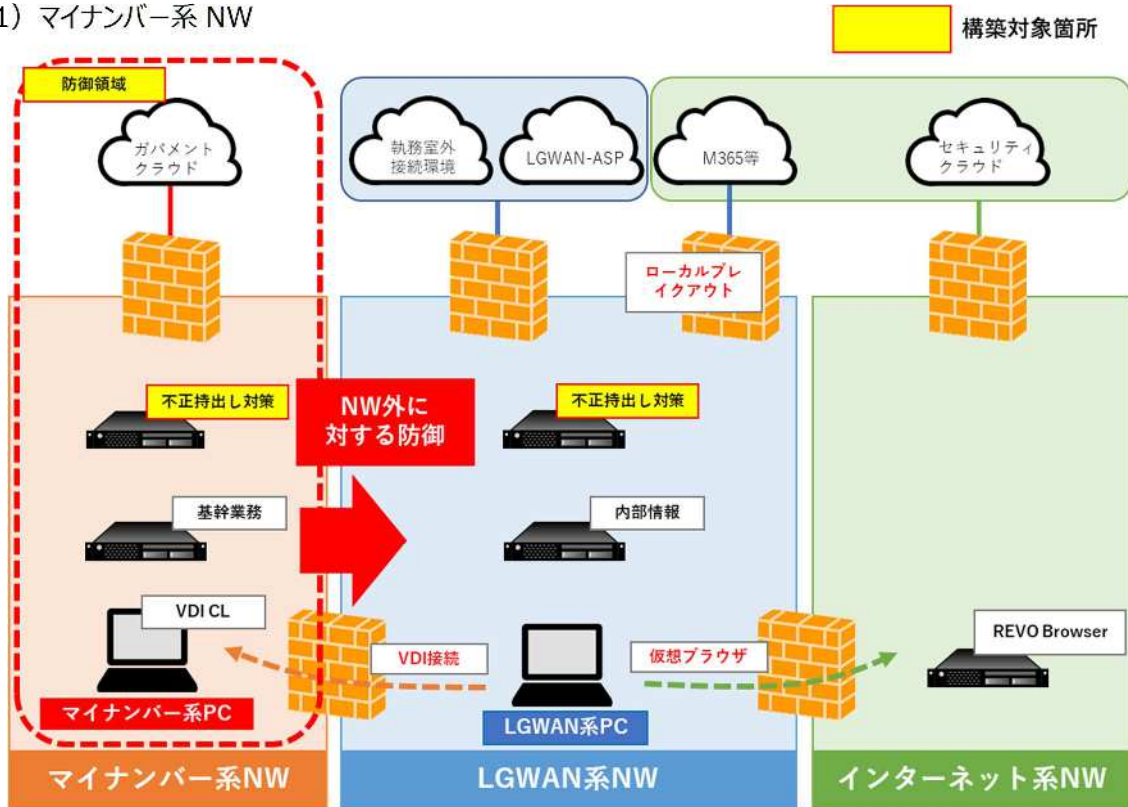 1）マイナンバー系 NW
構築対象箇所
防御領域
ガバメント
クラウド
執務室外
接続環境
LGWAN-ASP
M365等
セキュリティ
クラウド
ローカルブレ
イクアウト
不正持出し対策
NW外に
対する防御
不正持出し対策
基幹業務
内部情報
VDI CL
VDI接続
仮想ブラウザ
REVO Browser
マイナンバー系PC
LGWAN系PC
マイナンバー系NW
LGWAN系NW
インターネット系NW